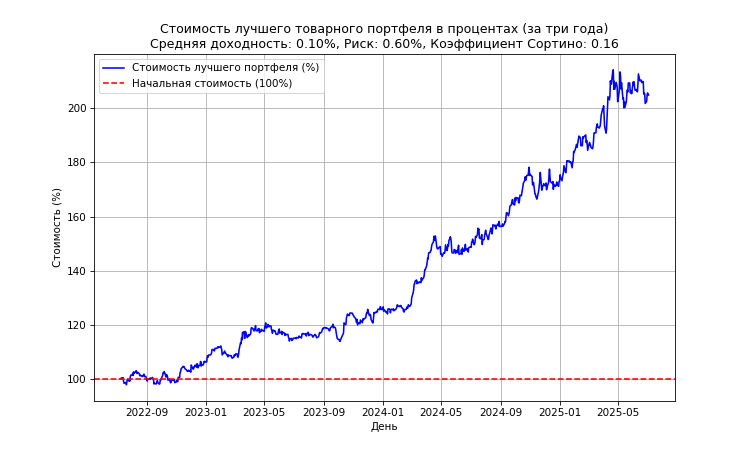 Стоимость лучшего товарного портфеля в процентах (за три года)
Средняя доходность: 0.10%, Риск: 0.60%, Коэффициент Сортино: 0.16
Стоимость лучшего портфеля (%)
Начальная стоимость (100%)
Стоимость (%)
200
180
160
140
120
100
2022-09 2023-01 2023-05 2023-09 2024-01 2024-05 2024-09 2025-01 2025-05
День